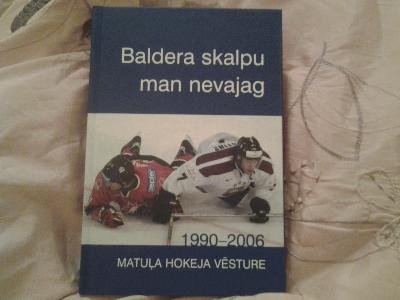 Baldera skalpu
man nevajag
1990–2006
MATUĻA HOKEJA VĒSTURE